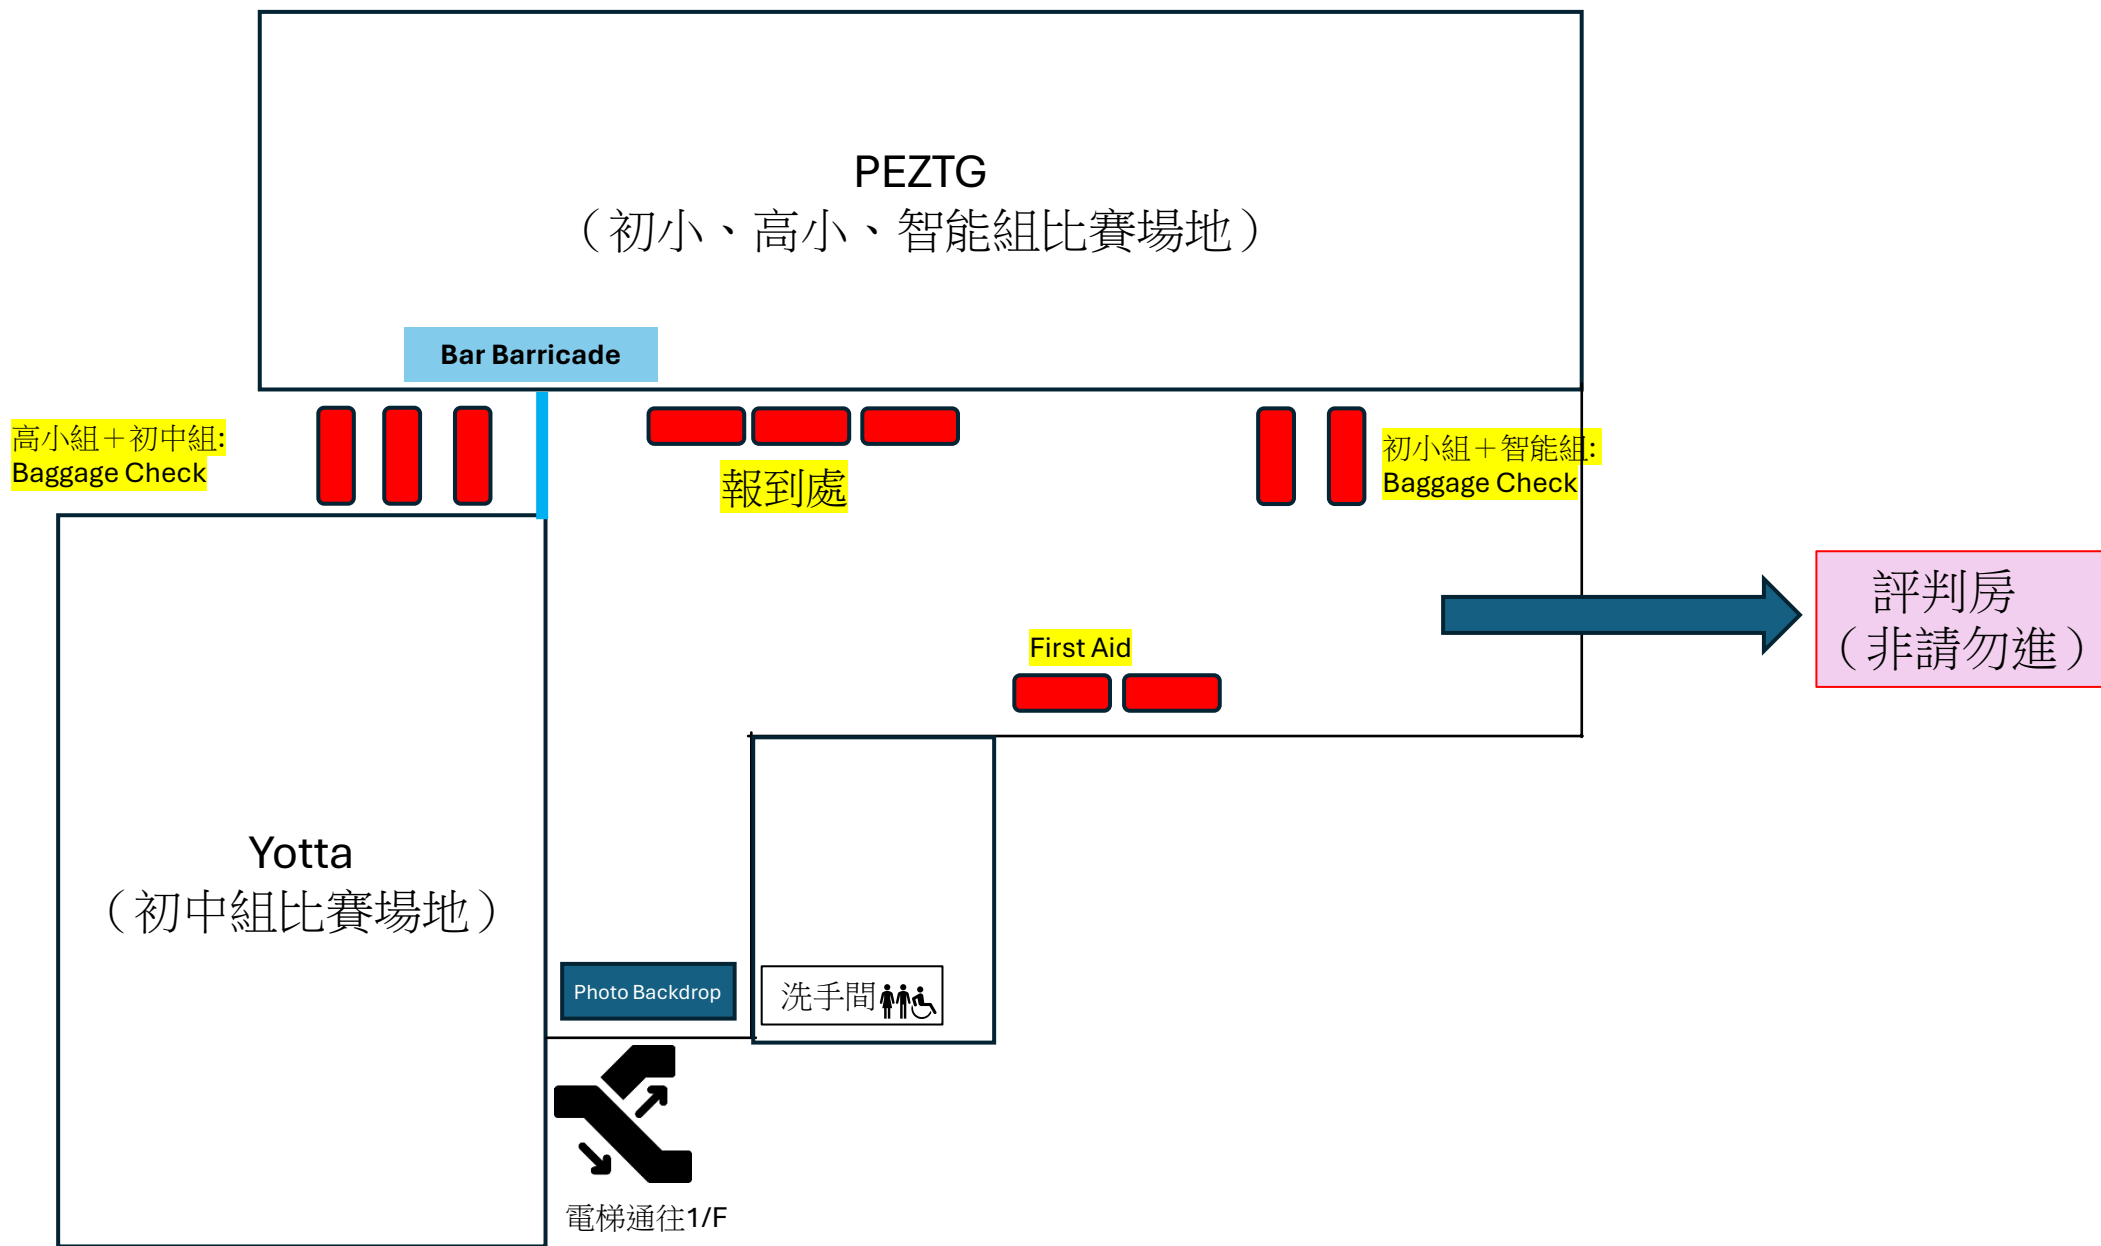 PEZTG
（初小、高小、智能組比賽場地）
Bar Barricade
高小組＋初中組:
Baggage Check
報到處
初小組＋智能組:
Baggage Check
評判房
（非請勿進）
First Aid
Yotta
（初中組比賽場地）
Photo Backdrop
洗手間
電梯通往1/F